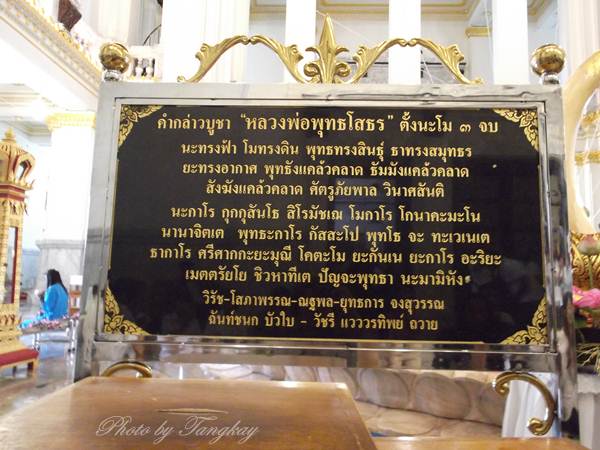 คำกล่าวบูชา "หลวงพ่อพุทธโสธร" ตั้งนะโม ๓ จบ
นะทรงฟ้า โมทรงดิน พุทธทรงสินธุ์ ธาทรงสมุทธร
ยะทรงอากาศ พุทธังแคล้วคลาด ธัมมังแคล้วคลาด
สังฆังแคล้วคลาด ศัตรูภัยพาล วินาศสันติ
นะกาโร กุกกุสันโธ สิโรมัชเฌ โมกาโร โกนาคะมะโน
นานาจิตเต พุทธะกาโร กัสสะโป พุทโธ จะ ทะเวเนเต
ธากาโร ศรีศากกะยะมุณี โคตะโม ยะกันเน ยะกาโร อะริยะ
เมตตรัยโย ชิวหาทีเต ปัญจะพุทธา นะมามิหัง
วิรัช-โสภาพรรณ-ณฐพล-ยุทธการ จงสุวรรณ
ฉันท์ชนก บัวใบ - วัชรี แวววรทิพย์ ถวาย
Photo by Tangkay